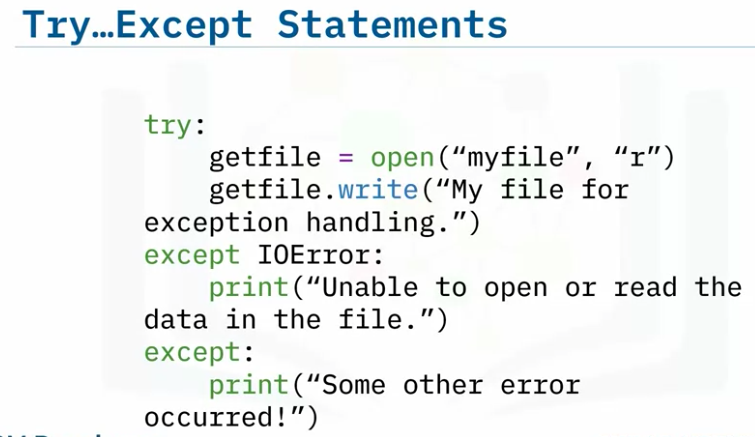 Try…Except Statements
try:
    getfile = open(“myfile”, “r”)
    getfile.write(“My file for
exception handling.”)
except IOError:
    print(“Unable to open or read the
data in the file.”)
except:
    print(“Some other error
occurred!”)